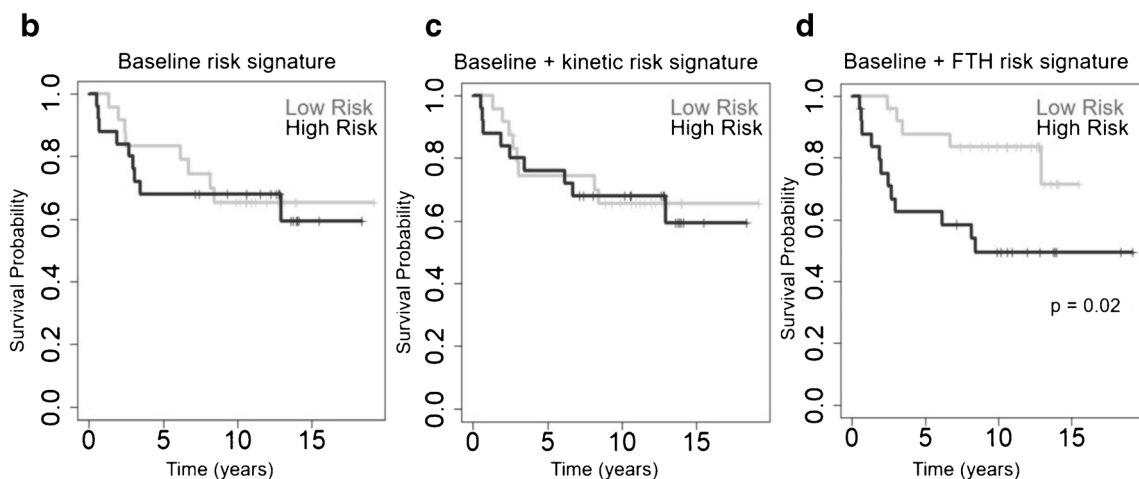 b
Baseline risk signature
Low Risk
High Risk
Survival Probability
1.0
0.8
0.6
0.4
0.2
0.0
0 5 10 15
Time (years)
c
Baseline + kinetic risk signature
Low Risk
High Risk
Survival Probability
1.0
0.8
0.6
0.4
0.2
0.0
0 5 10 15
Time (years)
d
Baseline + FTH risk signature
Low Risk
High Risk
p = 0.02
Survival Probability
1.0
0.8
0.6
0.4
0.2
0.0
0 5 10 15
Time (years)